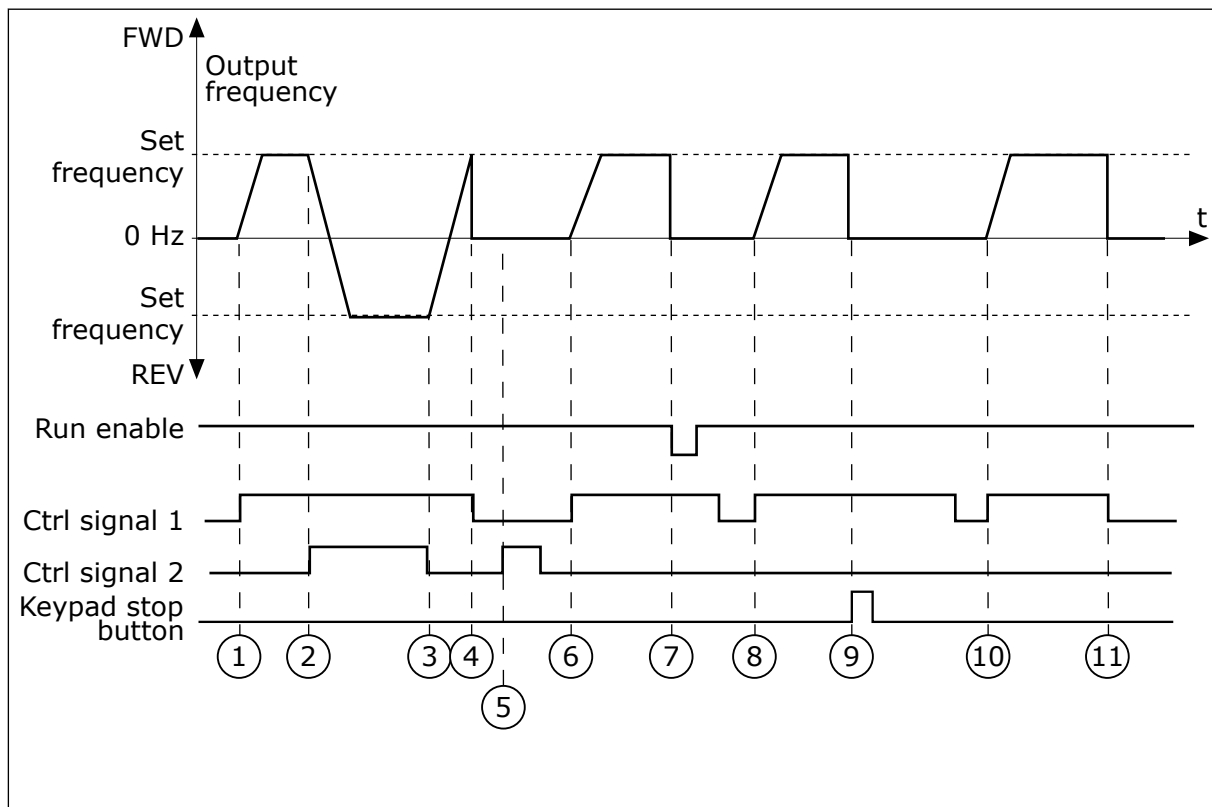 FWD
Output
frequency
Set
frequency
0 Hz
t
Set
frequency
REV
Run enable
Ctrl signal 1
Ctrl signal 2
Keypad stop
button
1 2 3 4 6 7 8 9 10 11
5